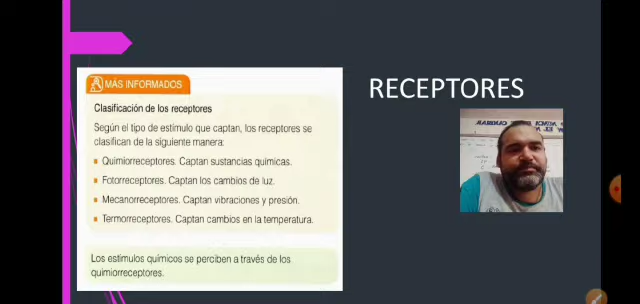 MÁS INFORMADOS
RECEPTORES
Clasificación de los receptores
Según el tipo de estímulo que captan, los receptores se
clasifican de la siguiente manera:
Quimiorreceptores. Captan sustancias químicas.
Fotorreceptores. Captan los cambios de luz.
Mecanorreceptores. Captan vibraciones y presión.
Termorreceptores. Captan cambios en la temperatura.
Los estímulos químicos se perciben a través de los
quimiorreceptores.